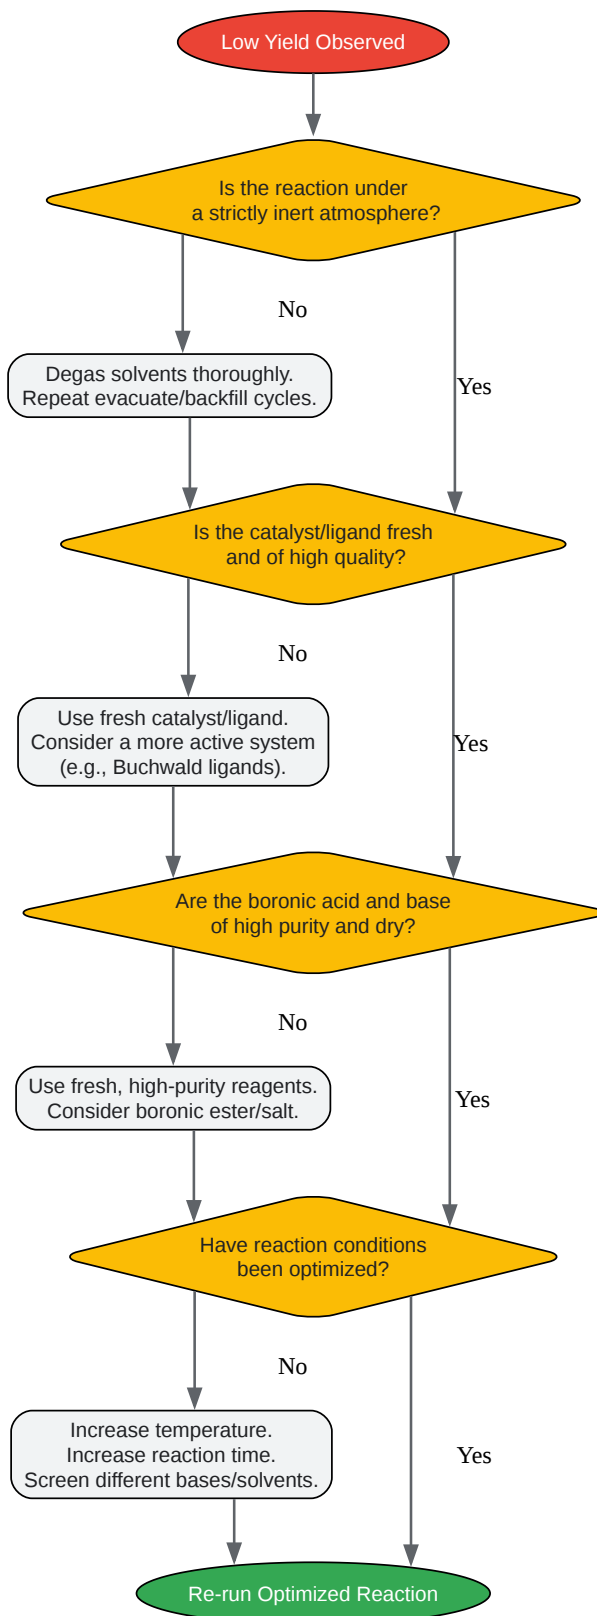 Low Yield Observed
Is the reaction under
a strictly inert atmosphere?
No
Degas solvents thoroughly.
Repeat evacuate/backfill cycles.
Yes
Is the catalyst/ligand fresh
and of high quality?
No
Use fresh catalyst/ligand.
Consider a more active system
(e.g., Buchwald ligands).
Yes
Are the boronic acid and base
of high purity and dry?
No
Use fresh, high-purity reagents.
Consider boronic ester/salt.
Yes
Have reaction conditions
been optimized?
No
Increase temperature.
Increase reaction time.
Screen different bases/solvents.
Yes
Re-run Optimized Reaction